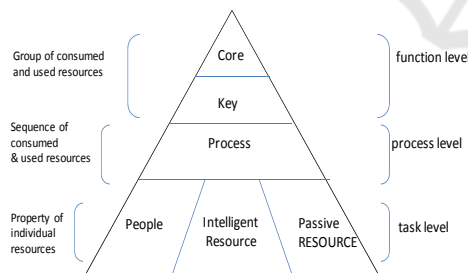 Core
Group of consumed
and used resources
function level
Key
Sequence of
consumed
& used resources
Process
process level
Property of
individual
resources
People
Intelligent
Resource
Passive
RESOURCE
task level